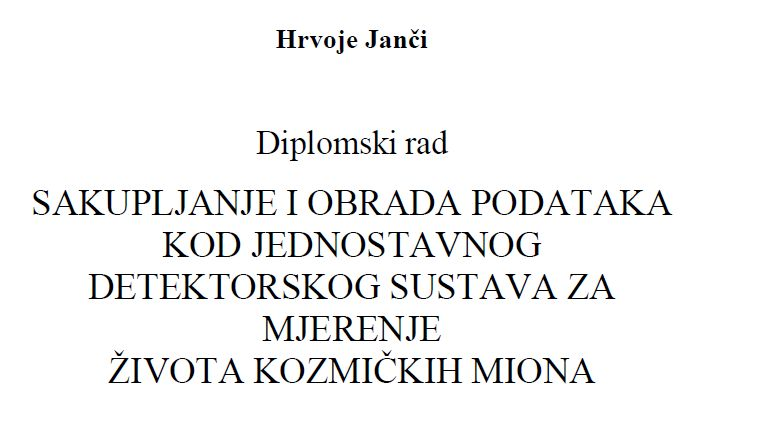 Hrvoje Janči
Diplomski rad
SAKUPLJANJE I OBRADA PODATAKA
KOD JEDNOSTAVNOG
DETEKTORSKOG SUSTAVA ZA
MJERENJE
ŽIVOTA KOZMIČKIH MIONA